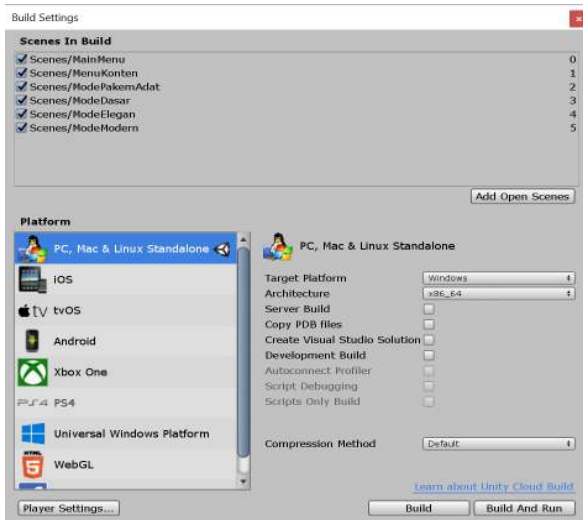 Build Settings
Scenes In Build
Scenes/MainMenu 0
Scenes/MenuKonten 1
Scenes/ModePakemAdat 2
Scenes/ModeDasar 3
Scenes/ModeElegan 4
Scenes/ModeModern 5
Add Open Scenes
Platform
PC, Mac & Linux Standalone
iOS
tv tvOS
Android
Xbox One
PS4 PS4
Universal Windows Platform
HTML 5 WebGL
PC, Mac & Linux Standalone
Target Platform Windows
Architecture x86_64
Server Build
Copy PDB files
Create Visual Studio Solution
Development Build
Autoconnect Profiler
Script Debugging
Scripts Only Build
Compression Method Default
Learn about Unity Cloud Build
Player Settings...
Build
Build And Run